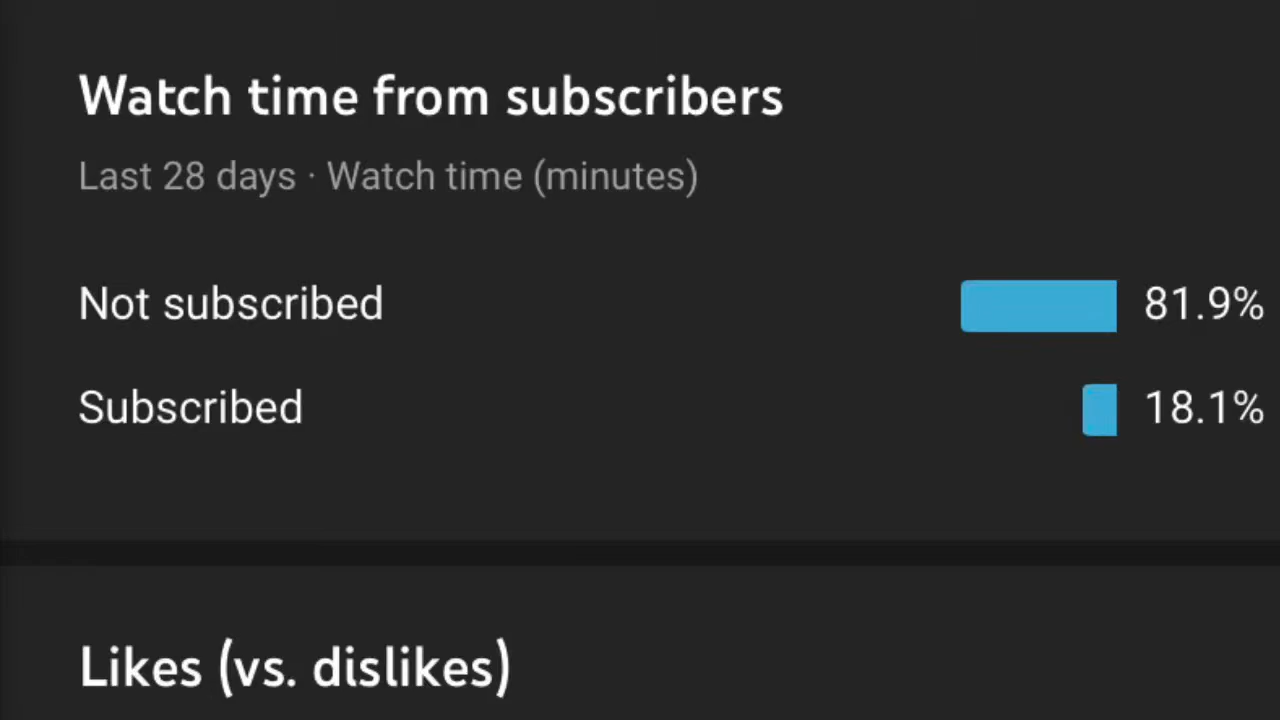 Watch time from subscribers
Last 28 days · Watch time (minutes)
Not subscribed 81.9%
Subscribed 18.1%
Likes (vs. dislikes)